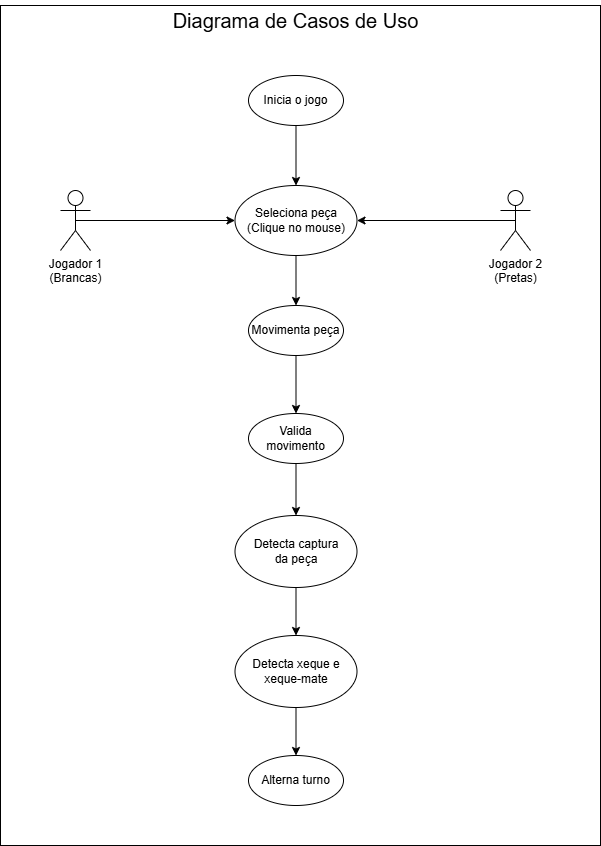 Diagrama de Casos de Uso
Inicia o jogo
Seleciona peça
(Clique no mouse)
Jogador 1
(Brancas)
Jogador 2
(Pretas)
Movimenta peça
Valida
movimento
Detecta captura
da peça
Detecta xeque e
xeque-mate
Alterna turno